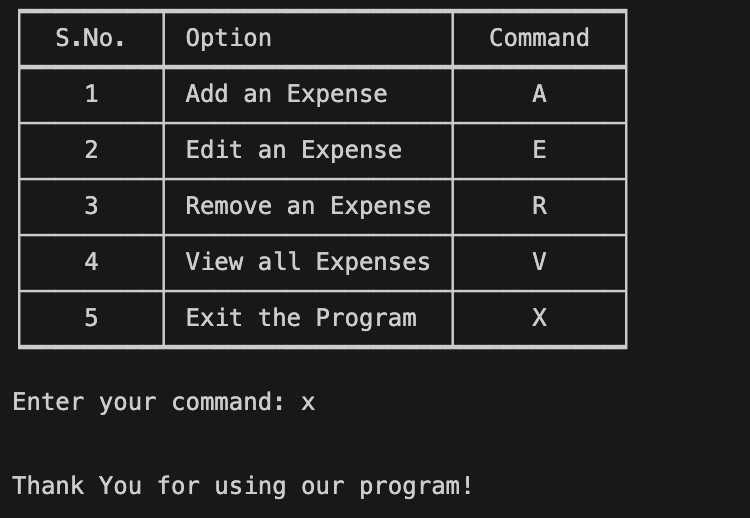 S.No. Option Command
1 Add an Expense A
2 Edit an Expense E
3 Remove an Expense R
4 View all Expenses V
5 Exit the Program X
Enter your command: x
Thank You for using our program!